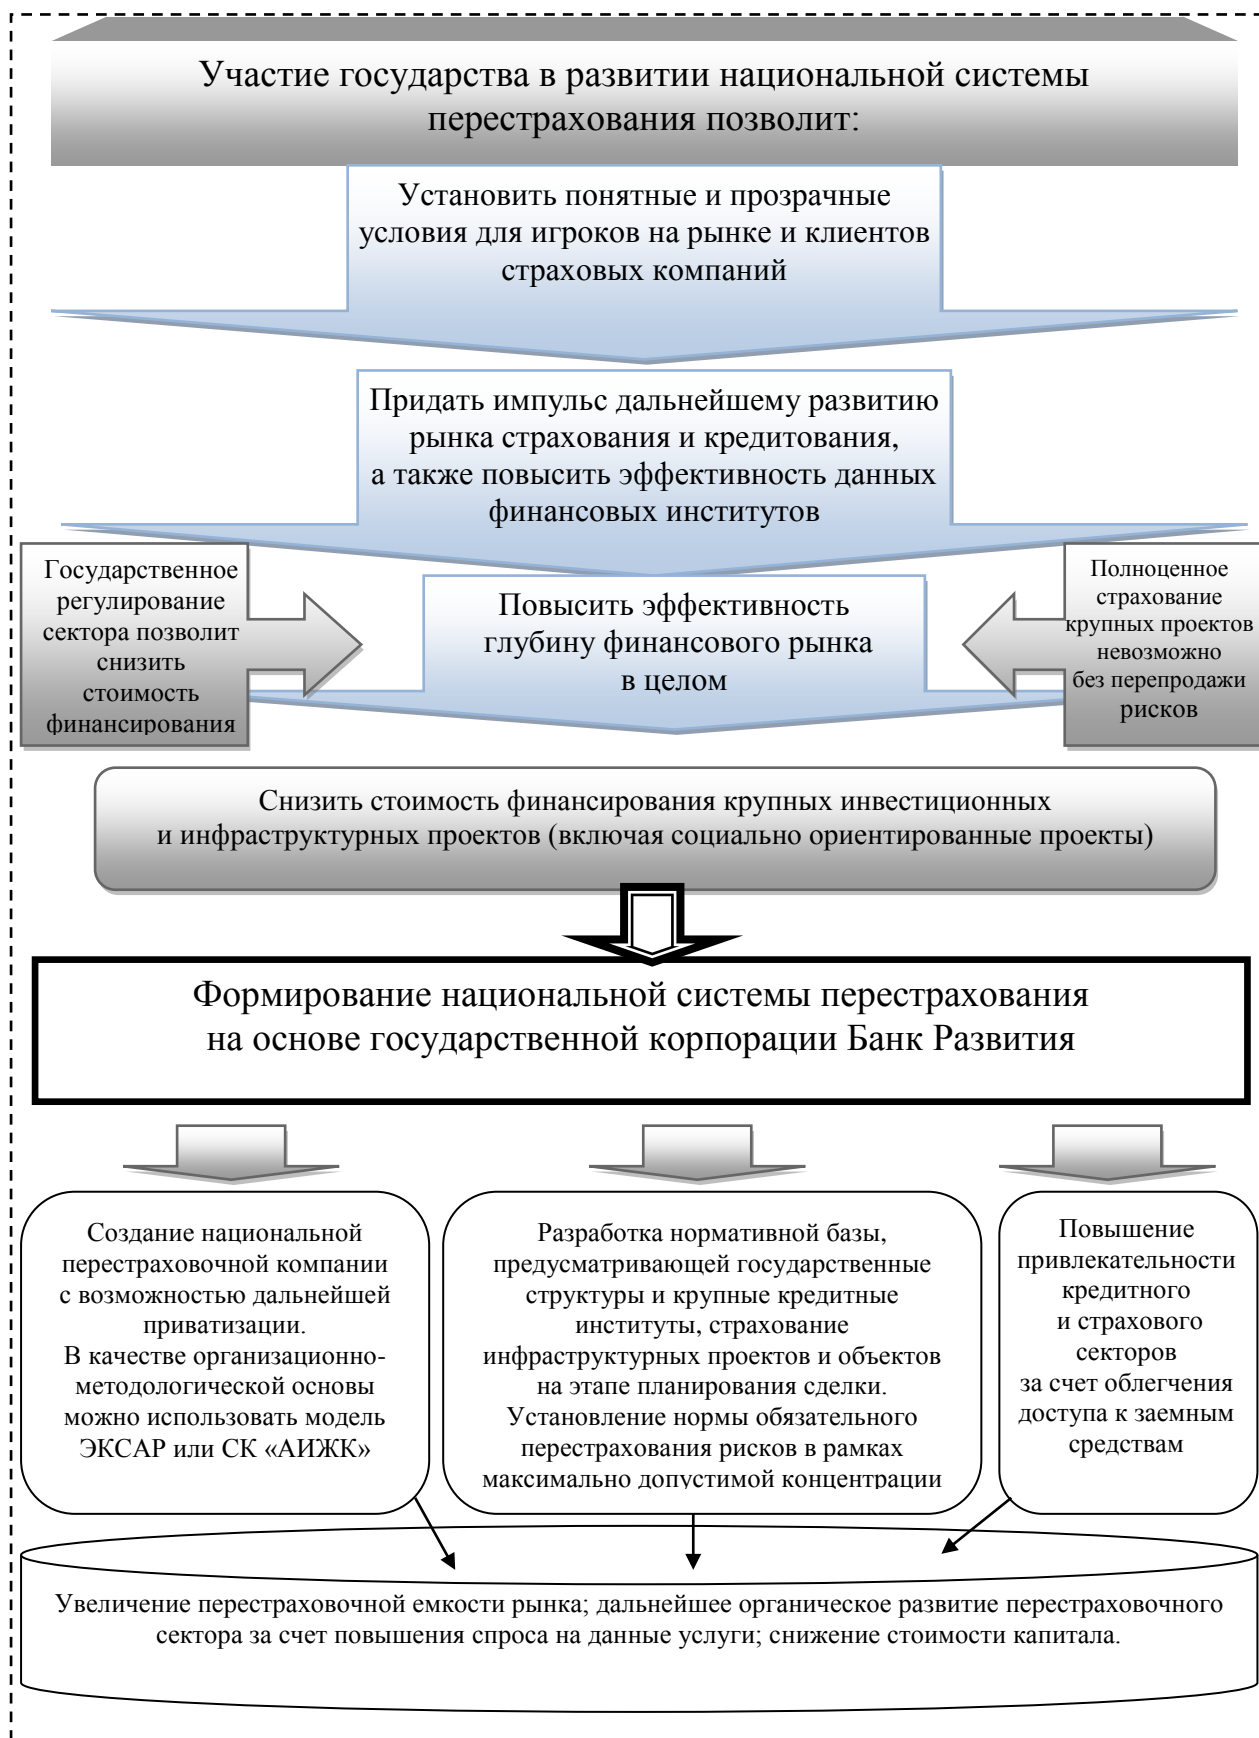 Участие государства в развитии национальной системы
перестрахования позволит:
Установить понятные и прозрачные
условия для игроков на рынке и клиентов
страховых компаний
Придать импульс дальнейшему развитию
рынка страхования и кредитования,
а также повысить эффективность данных
финансовых институтов
Государственное
регулирование
сектора позволит
снизить
стоимость
финансирования
Повысить эффективность
глубину финансового рынка
в целом
Полноценное
страхование
крупных проектов
невозможно
без перепродажи
рисков
Снизить стоимость финансирования крупных инвестиционных
и инфраструктурных проектов (включая социально ориентированные проекты)
Формирование национальной системы перестрахования
на основе государственной корпорации Банк Развития
Создание национальной
перестраховочной компании
с возможностью дальнейшей
приватизации.
В качестве организационно-
методологической основы
можно использовать модель
ЭКСАР или СК «АИЖК»
Разработка нормативной базы,
предусматривающей государственные
структуры и крупные кредитные
институты, страхование
инфраструктурных проектов и объектов
на этапе планирования сделки.
Установление нормы обязательного
перестрахования рисков в рамках
максимально допустимой концентрации
Повышение
привлекательности
кредитного
и страхового
секторов
за счет облегчения
доступа к заемным
средствам
Увеличение перестраховочной емкости рынка; дальнейшее органическое развитие перестраховочного
сектора за счет повышения спроса на данные услуги; снижение стоимости капитала.